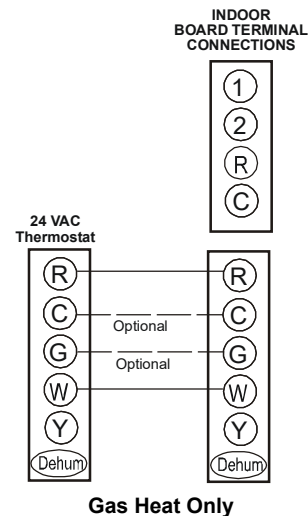 INDOOR
BOARD TERMINAL
CONNECTIONS
1
2
R
C
24 VAC
Thermostat
R
R
C
Optional
C
G
Optional
G
W
W
Y
Y
Dehum
Dehum
Gas Heat Only